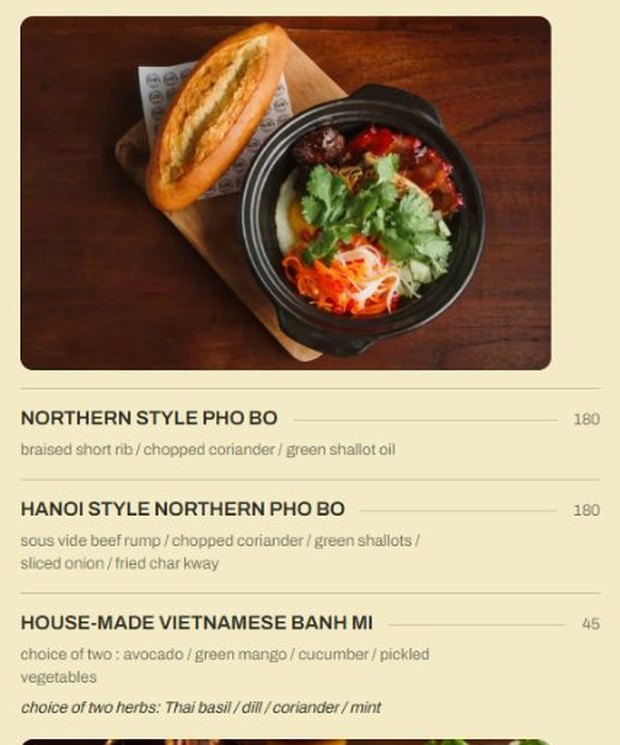 NORTHERN STYLE PHO BO 180
braised short rib / chopped coriander / green shallot oil
HANOI STYLE NORTHERN PHO BO 180
sous vide beef rump / chopped coriander / green shallots /
sliced onion / fried char kway
HOUSE-MADE VIETNAMESE BANH MI 45
choice of two : avocado / green mango / cucumber / pickled
vegetables
choice of two herbs: Thai basil / dill / coriander / mint